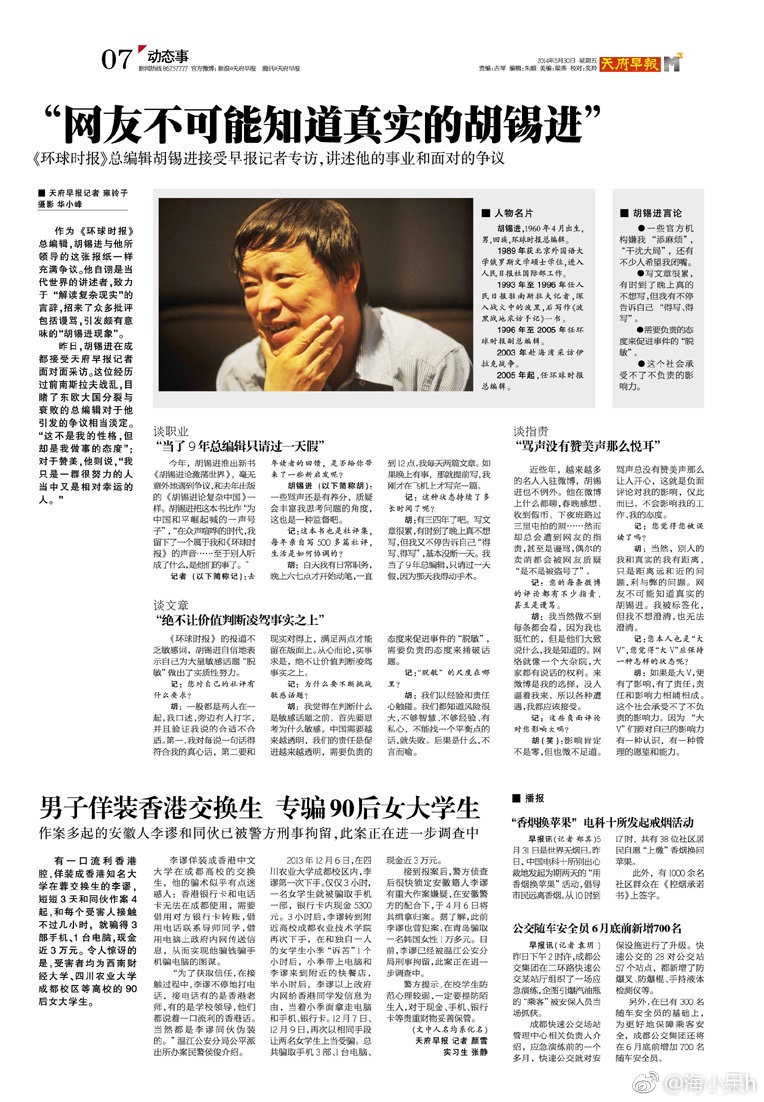 07 动态事
新闻热线 86757777 官方微博：新浪@天府早报 腾讯@天府早报
2014年5月30日 星期五
天府早报 M
“网友不可能知道真实的胡锡进”
《环球时报》总编辑胡锡进接受早报记者专访，讲述他的事业和面对的争议
■ 天府早报记者 雍铃子
摄影 华小峰
作为《环球时报》
总编辑，胡锡进与他所
领导的这张报纸一样
充满争议。他自诩是当
代世界的讲述者，致力
于“解读复杂现实”的
言辞，招来了众多批评
包括谩骂，引发颇有意
味的“胡锡进现象”。
昨日，胡锡进在成
都接受天府早报记者
面对面采访。这位经历
过前南斯拉夫战乱，目
睹了东欧大国分裂与
衰败的总编辑对于他
引发的争议相当淡定。
“这不是我的性格，但
却是我做事的态度”；
对于赞美，他则说，“我
只是一群很努力的人
当中又是相对幸运的
人。”
■ 人物名片
胡锡进，1960年4月出生，
男，回族，环球时报总编辑。
1989年获北京外国语大
学俄罗斯文学硕士学位，进入
人民日报社国际部工作。
1993年至1996年任人
民日报驻南斯拉夫记者，深
入战火中的波黑，后写作《波
黑战地采访手记》一书。
1996年至2005年任环
球时报副总编辑。
2003年赴海湾采访伊
拉克战争。
2005年起，任环球时报
总编辑。
■ 胡锡进言论
●一些官方机
构嫌我“添麻烦”，
“干扰大局”，还有
不少人希望我闭嘴。
●写文章很累，
有时到了晚上真的
不想写，但我有不停
告诉自己“得写、得
写”。
●需要负责的态
度来促进事件的“脱
敏”。
●这个社会承
受不了不负责的影
响力。
谈职业
“当了9年总编辑只请过一天假”
今年，胡锡进推出新书
《胡锡进论激荡世界》，毫无
意外地遇到争议，和去年出版
的《胡锡进论复杂中国》一
样。胡锡进把这本书比作“为
中国和平崛起喊的一声号
子”，“在众声喧哗的时代，我
留下了一个属于我和《环球时
报》的声音……至于别人听
成了什么，是他们的事了。”
记者（以下简称记）：去
年读者的回馈，是否给你带
来了一些新启发呢？
胡锡进（以下简称胡）：
一些骂声还是有养分，质疑
会丰富我思考问题的角度，
这也是一种监督吧。
记：这本书也是社评集，
每年亲自写500多篇社评，
生活是如何协调的？
胡：白天我有日常职务，
晚上六七点才开始动笔，一直
到12点，我每天两篇文章。如
果晚上有事，那就提前写，我
刚才在飞机上才写完一篇。
记：这种状态持续了多
长时间了呢？
胡：有三四年了吧。写文
章很累，有时到了晚上真不想
写，但我又不停告诉自己“得
写、得写”，基本没断一天。我
当了9年总编辑，只请过一天
假，因为那天我得动手术。
谈文章
“绝不让价值判断凌驾事实之上”
《环球时报》的报道不
乏敏感词，胡锡进自信地表
示自己为大量敏感话题“脱
敏”做出了实质性努力。
记：您对自己的社评有
什么要求？
胡：一般都是两人在一
起，我口述，旁边有人打字，
并且验证我说的合不合
适。第一，我对每说一句话得
符合我的真心话，第二要和
现实对得上，满足两点才能
留在版面上。从心而论，实事
求是，绝不让价值判断凌驾
事实之上。
记：为什么要不断挑战
敏感话题？
胡：我觉得在判断什么
是敏感话题之前，首先要思
考为什么敏感。中国需要越
来越透明，我们的责任是促
进越来越透明，需要负责的
态度来促进事件的“脱敏”，
需要负责的态度来捅破话
题。
记：“脱敏”的尺度在哪
里？
胡：我们以经验和责任
心触碰。我们都知道风险很
大，不够智慧、不够经验、有
私心，不能找一个平衡点的
话，就失败。后果是什么，不
言而喻。
谈指责
“骂声没有赞美声那么悦耳”
近些年，越来越多
的名人入驻微博，胡锡
进也不例外。他在微博
上什么都聊，春晚感想、
收到假币、下夜班路过
三里屯拍的照……然而
却总会遭到网友的指
责，甚至是谩骂，偶尔的
卖萌都会被网友质疑
“是不是被盗号了”。
记：您的每条微博
的评论都有不少指责、
甚至是谩骂。
胡：我当然做不到
每条都会看，因为我也
挺忙的，但是他们大致
说什么，我是知道的。网
络就像一个大杂院，大
家都有说话的权利。来
微博是我的选择，没人
逼着我来，所以各种遭
遇，我都应该接受。
记：这些负面评论
对您影响大吗？
胡（笑）：影响肯定
不是零，但也微不足道。
骂声总没有赞美声那么
让人开心，这就是负面
评论对我的影响，仅此
而已，不会影响我的工
作、我的态度。
记：您觉得您被误
读了吗？
胡：当然，别人的
我和真实的我有距离，
只是距离远和近的问
题，利与弊的问题。网
友不可能知道真实的
胡锡进。我被标签化，
但我不想澄清，也无法
澄清。
记：您本人也是“大
V”，您觉得“大V”应保持
一种怎样的状态呢？
胡：如果是大V，更
有了影响，有了责任，责
任和影响力相辅相成。
这个社会承受不了不负
责的影响力。因为“大
V”们要对自己的影响力
有一种认识，有一种管
理的愿望和能力。
男子佯装香港交换生 专骗90后女大学生
作案多起的安徽人李谬和同伙已被警方刑事拘留，此案正在进一步调查中
有一口流利香港
腔，佯装成香港知名大
学在蓉交换生的李谬，
短短3天和同伙作案4
起，和每个受害人接触
不过几小时，就骗得3
部手机、1台电脑，现金
近3万元。令人惊讶的
是，受害者均为西南财
经大学、四川农业大学
成都校区等高校的90
后女大学生。
李谬佯装成香港中文
大学在成都高校的交换
生，他的骗术似乎有点迷
惑人：香港银行卡和电话
卡无法在成都使用，需要
借用对方银行卡转账，借
用电话联系导师同学，借
用电脑上政府内网传送信
息，从而实现他骗钱骗手
机骗电脑的图谋。
“为了获取信任，在接
触过程中，李谬不停地打电
话，接电话有的是香港老
师，有的是学校领导，他们
都说着一口流利的香港话。
当然都是李谬同伙伪装
的。”温江公安分局公平派
出所办案民警侯俊介绍。
2013年12月6日，在四
川农业大学成都校区内，李
谬第一次下手。仅仅3小时，
一名女学生就被骗取手机
一部，银行卡内现金5300
元。3小时后，李谬转到附
近高校成都农业技术学院
再次下手，在和独自一人
的女学生小季“诉苦”1个
小时后，小季带上电脑和
李谬来到附近的快餐店，
半小时后，李谬以上政府
内网给香港同学发信息为
由，当着小季面拿走电脑
和手机、银行卡。12月7日、
12月9日，再次以相同手段
让两名女学生上当受骗。总
共骗取手机3部、1台电脑、
现金近3万元。
接到报案后，警方侦查
后很快锁定安徽籍人李谬
有重大作案嫌疑，在安徽警
方的配合下，于4月6日将
其缉拿归案。据了解，此前
李谬也曾犯案，在青岛骗取
一名韩国女性1万多元。目
前，李谬已经被温江公安分
局刑事拘留，此案正在进一
步调查中。
警方提示，在校学生防
范心理较弱，一定要提防陌
生人，对于现金、手机、银行
卡等贵重财物妥善保管。
（文中人名均系化名）
天府早报 记者 颜雪
实习生 张静
■ 播报
“香烟换苹果” 电科十所发起戒烟活动
5
月31日是世界无烟日。昨
日，中国电科十所别出心
裁地发起为期两天的“用
香烟换苹果”活动，倡导
市民远离香烟。从10时到
17时，共有38位社区居
民自愿“上缴”香烟换回
苹果。
此外，有1000余名
社区群众在《控烟承诺
书》上签字。
公交随车安全员 6月底前新增700名
昨日下午2时许，成都公
交集团在二环路快速公
交某站厅组织了一场应
急演练，企图引爆汽油瓶
的“乘客”被安保人员当
场抓获。
成都快速公交场站
管理中心相关负责人介
绍，应急演练前的一个
多月，快速公交就对安
保设施进行了升级。快
速公交的28对公交站
57个站点，都新增了防
爆叉、防爆棍、手持液体
检测仪等。
另外，在已有300名
随车安全员的基础上，
为更好地保障乘客安
全，成都公交集团还将
在6月底前增加700名
随车安全员。
@海小呆h